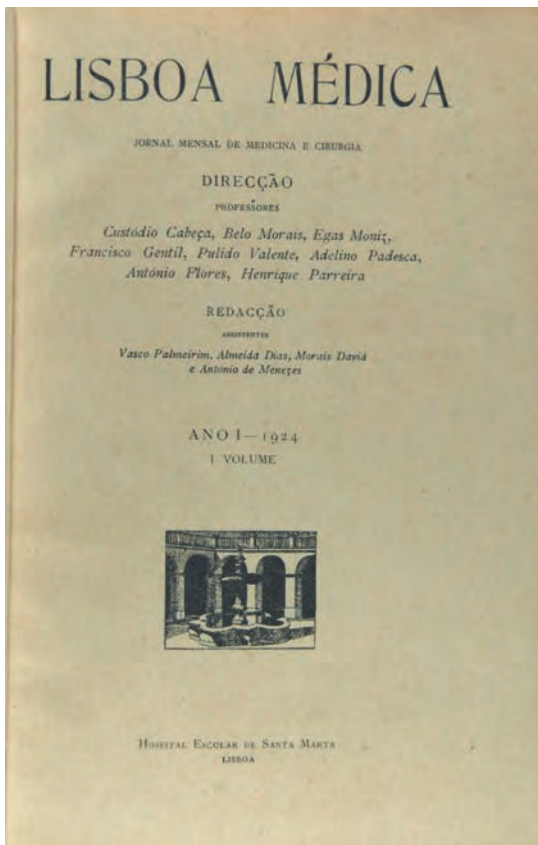 LISBOA MÉDICA
JORNAL MENSAL DE MEDICINA E CIRURGIA
DIRECÇÃO
PROFESSORES
Custódio Cabeça, Belo Morais, Egas Moniz,
Francisco Gentil, Pulido Valente, Adelino Padesca,
António Flores, Henrique Parreira
REDACÇÃO
ASSISTENTES
Vasco Palmeirim, Almeida Dias, Morais David
e António de Menezes
ANO I—1924
I VOLUME
HOSPITAL ESCOLAR DE SANTA MARTA
LISBOA